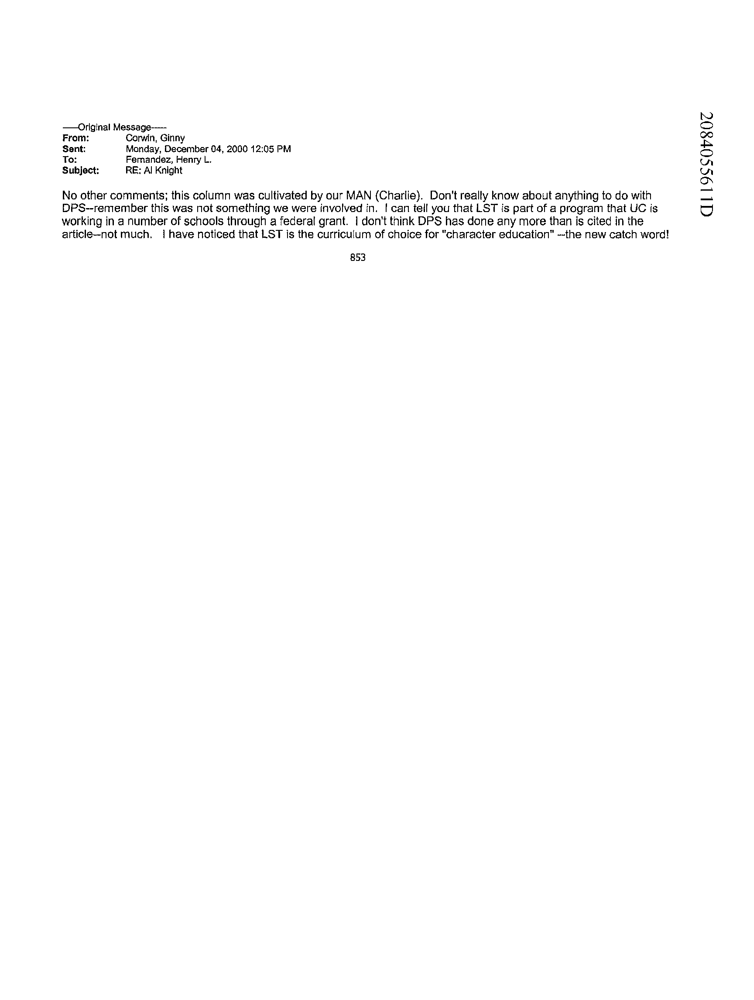 -----Original Message-----
From: Corwin, Ginny
Sent: Monday, December 04, 2000 12:05 PM
To: Fernandez, Henry L.
Subject: RE: Al Knight
No other comments; this column was cultivated by our MAN (Charlie). Don't really know about anything to do with
DPS--remember this was not something we were involved in. I can tell you that LST is part of a program that UC is
working in a number of schools through a federal grant. I don't think DPS has done any more than is cited in the
article--not much. I have noticed that LST is the curriculum of choice for "character education" --the new catch word!
853
2084055611D